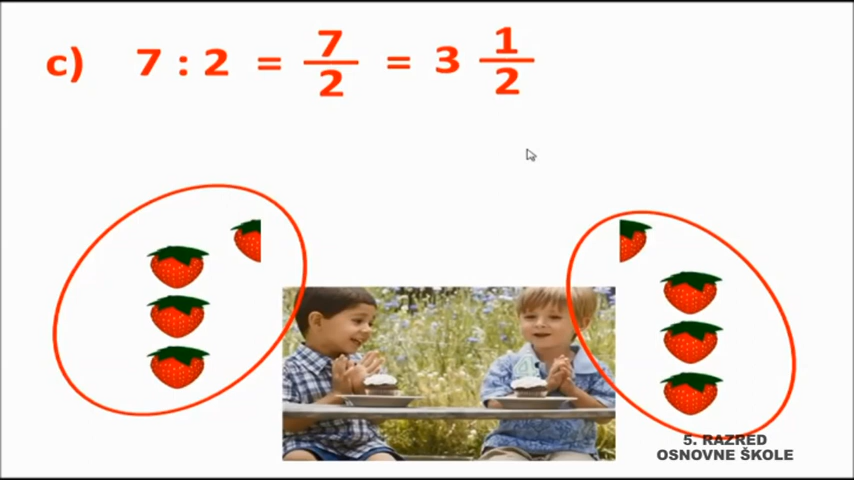 c) 7 : 2 = 7/2 = 3 1/2
5. RAZRED
OSNOVNE ŠKOLE